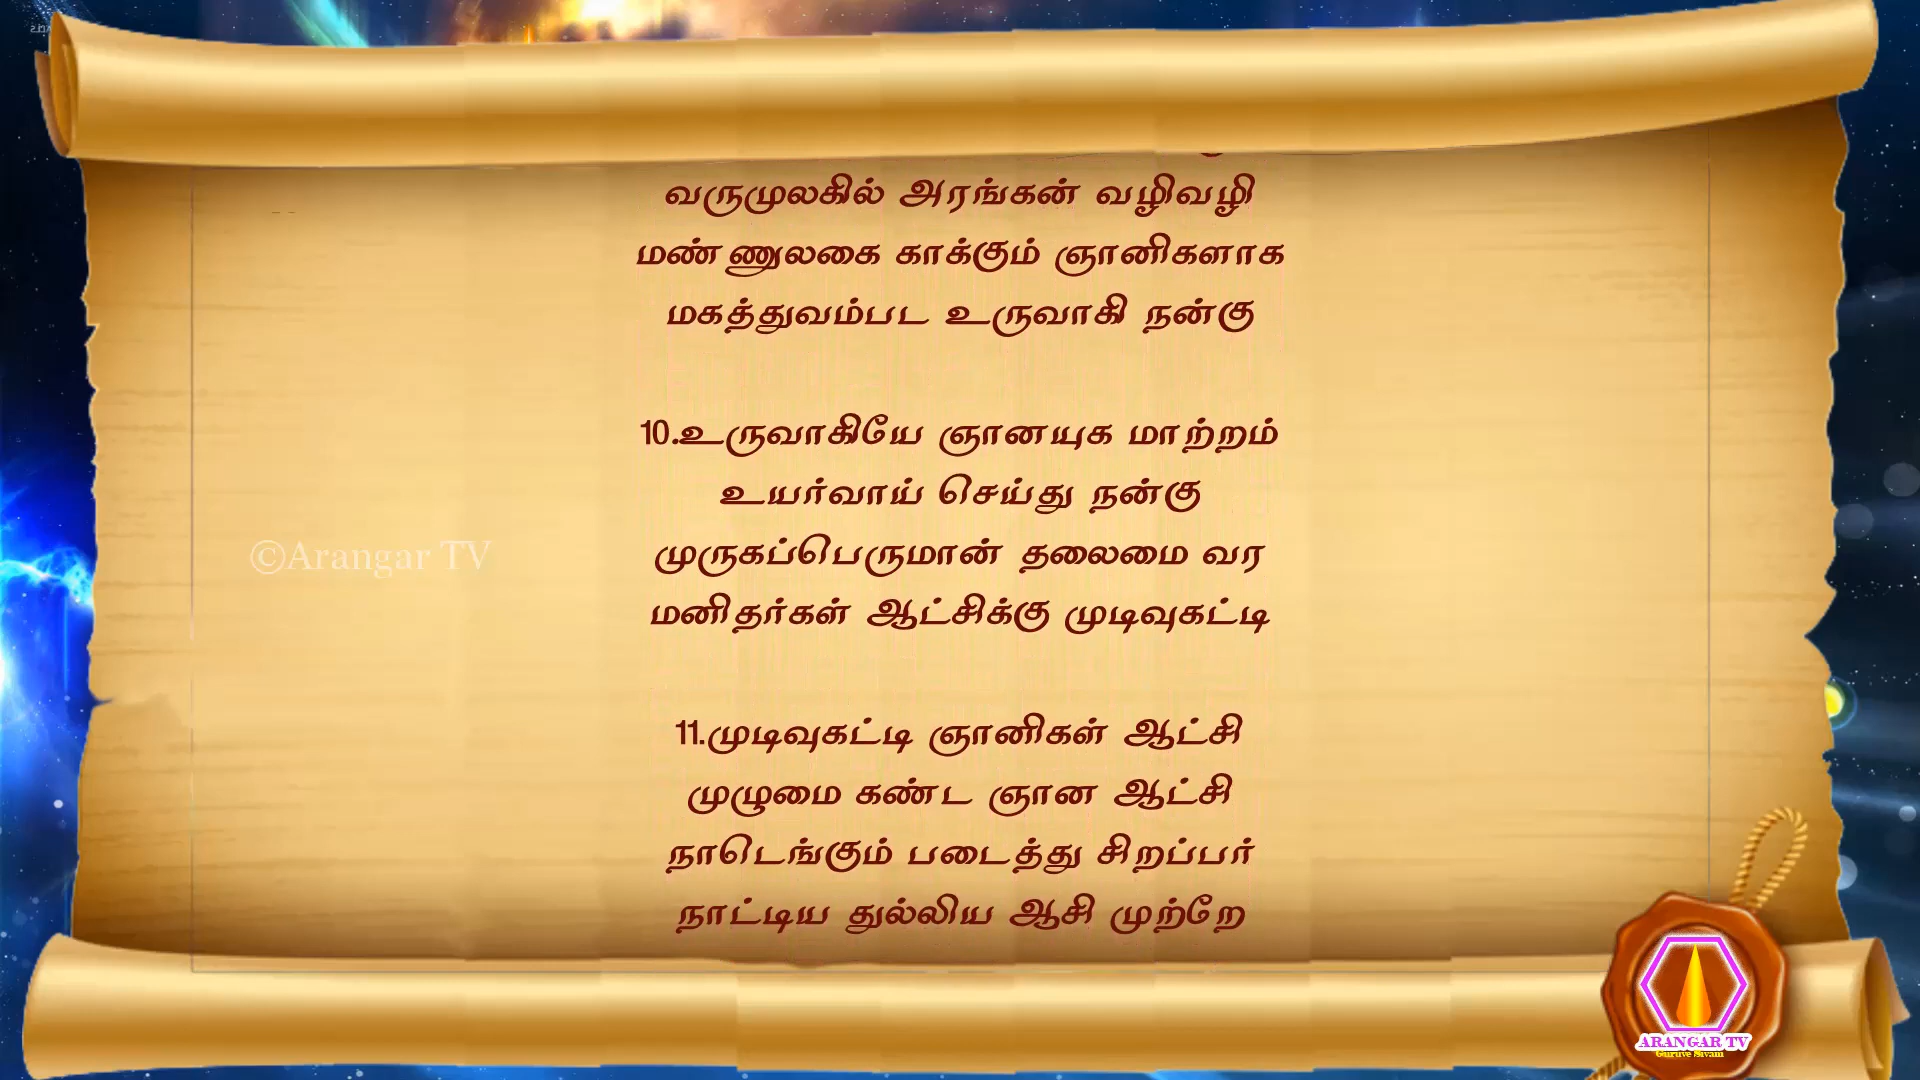 வருமுலகில் அரங்கன் வழிவழி
மண்ணுலகை காக்கும் ஞானிகளாக
மகத்துவம்பட உருவாகி நன்கு
10.உருவாகியே ஞானயுக மாற்றம்
உயர்வாய் செய்து நன்கு
முருகப்பெருமான் தலைமை வர
மனிதர்கள் ஆட்சிக்கு முடிவுகட்டி
©Arangar TV
11.முடிவுகட்டி ஞானிகள் ஆட்சி
முழுமை கண்ட ஞான ஆட்சி
நாடெங்கும் படைத்து சிறப்பர்
நாட்டிய துல்லிய ஆசி முற்றே
ARANGAR TV
Guruve Sivam